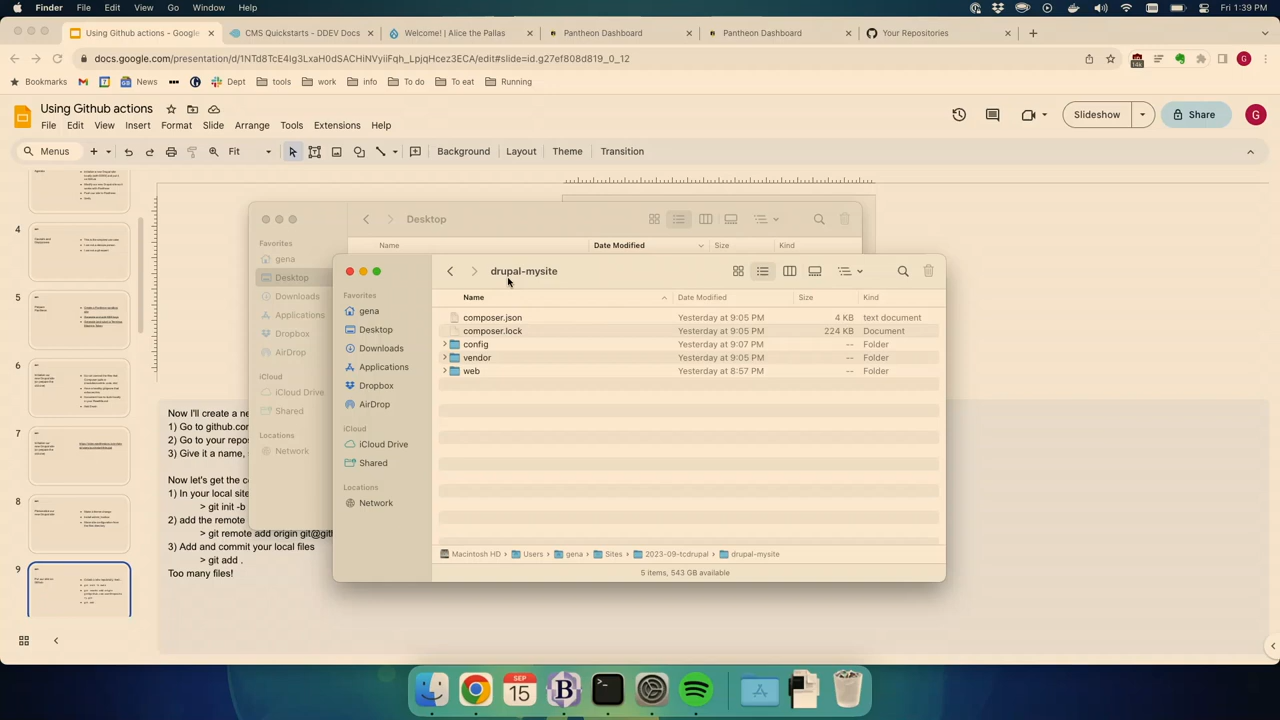 Finder File Edit View Go Window Help
Fri 1:39 PM
Using Github actions - Google
CMS Quickstarts - DDEV Docs
Welcome! | Alice the Pallas
Pantheon Dashboard
Pantheon Dashboard
Your Repositories
docs.google.com/presentation/d/1NTd8TcE4Ig3LxaH0dSACHiNVyiiFqh_LpjqHcez3ECA/edit#slide=id.g27ef808d819_0_12
14k
G
Bookmarks
News
Dept
tools
work
info
To do
To eat
Running
Using Github actions
File Edit View Insert Format Slide Arrange Tools Extensions Help
Slideshow
Share
G
Menus
Fit
Background
Layout
Theme
Transition
4
5
6
7
8
9
Now I'll create a ne
1) Go to github.con
2) Go to your repos
3) Give it a name,
Now let's get the co
1) In your local site
> git init -b
2) add the remote
> git remote add origin git@gitl
3) Add and commit your local files
> git add .
Too many files!
Desktop
Favorites
gena
Desktop
Downloads
Applications
Dropbox
AirDrop
iCloud
iCloud Drive
Shared
Locations
Network
Name
Date Modified
Size
Kind
drupal-mysite
Favorites
gena
Desktop
Downloads
Applications
Dropbox
AirDrop
iCloud
iCloud Drive
Shared
Locations
Network
Name Date Modified Size Kind
composer.json Yesterday at 9:05 PM 4 KB text document
composer.lock Yesterday at 9:05 PM 224 KB Document
config Yesterday at 9:07 PM -- Folder
vendor Yesterday at 9:05 PM -- Folder
web Yesterday at 8:57 PM -- Folder
Macintosh HD › Users › gena › Sites › 2023-09-tcdrupal › drupal-mysite
5 items, 543 GB available
SEP
15